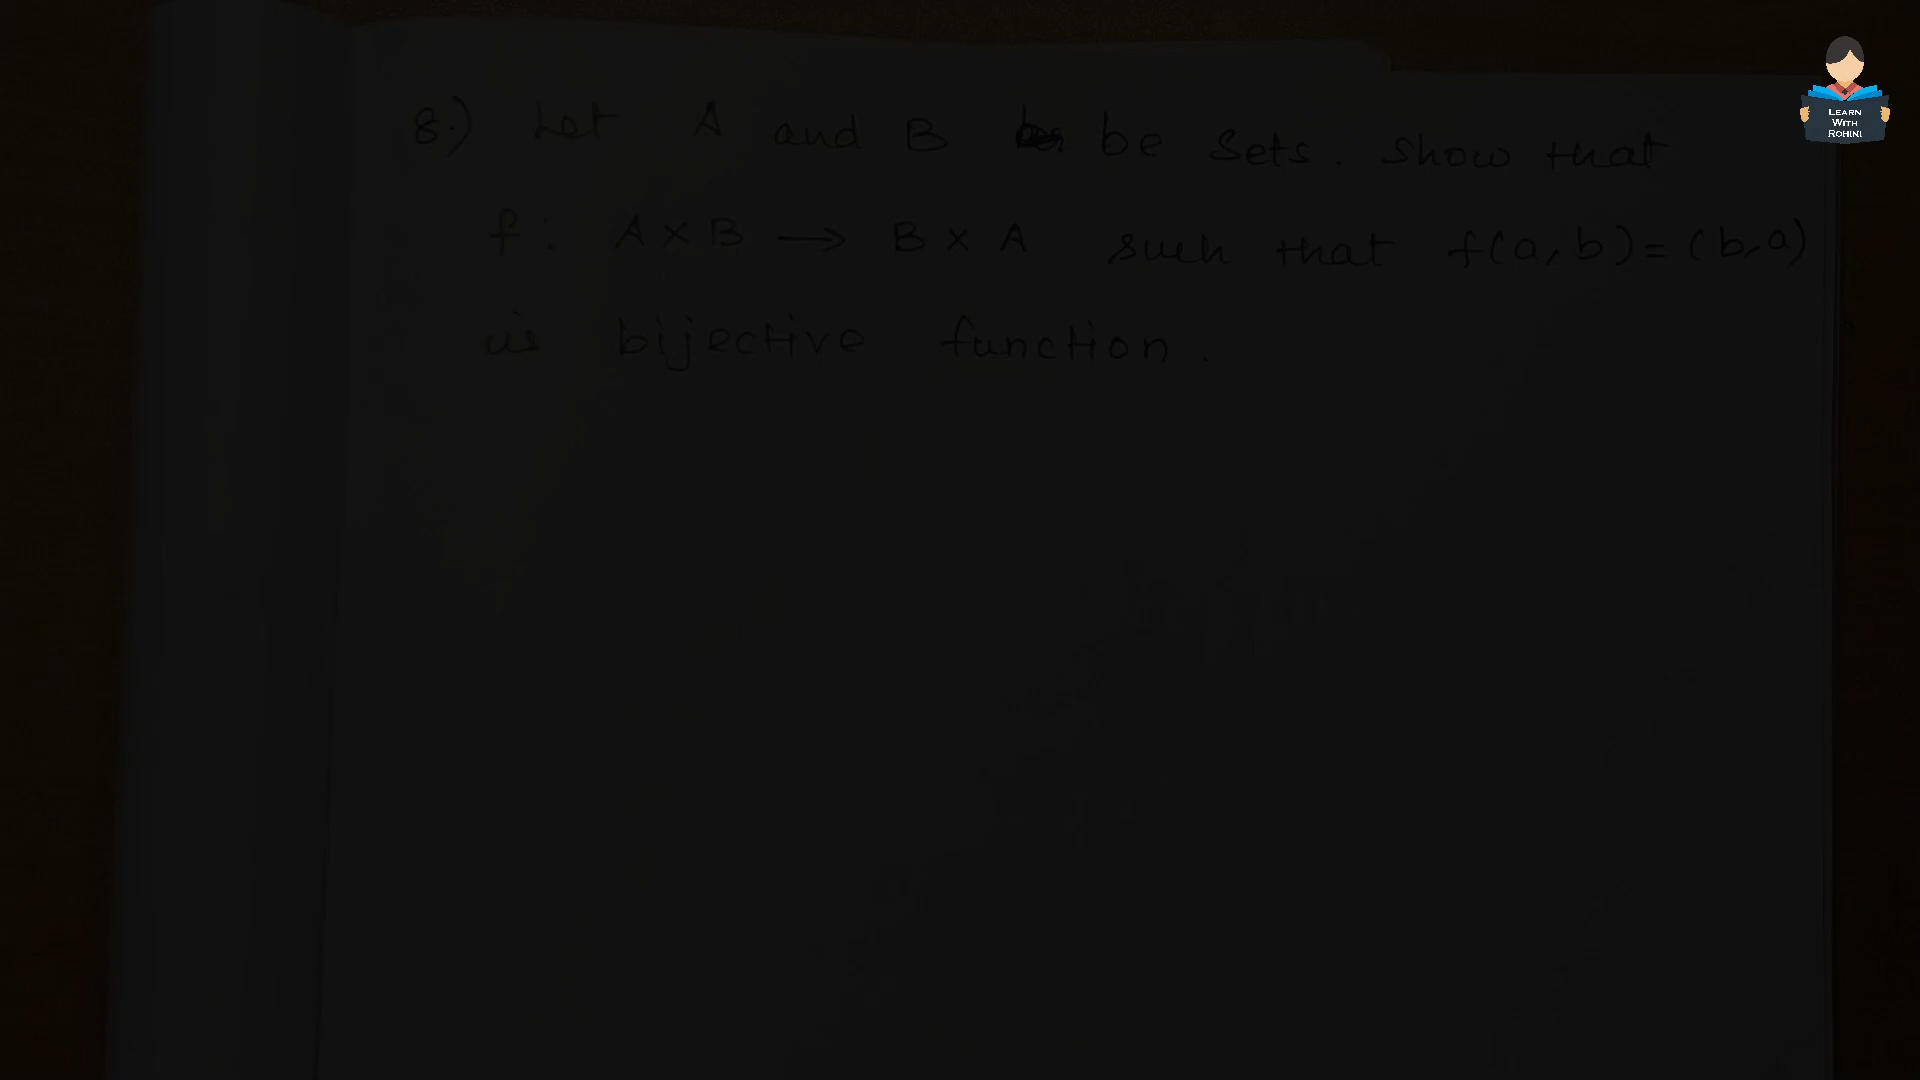 8.) Let A and B be sets. Show that
f: A × B → B × A such that f(a, b) = (b, a)
is bijective function.
LEARN
WITH
ROHINI